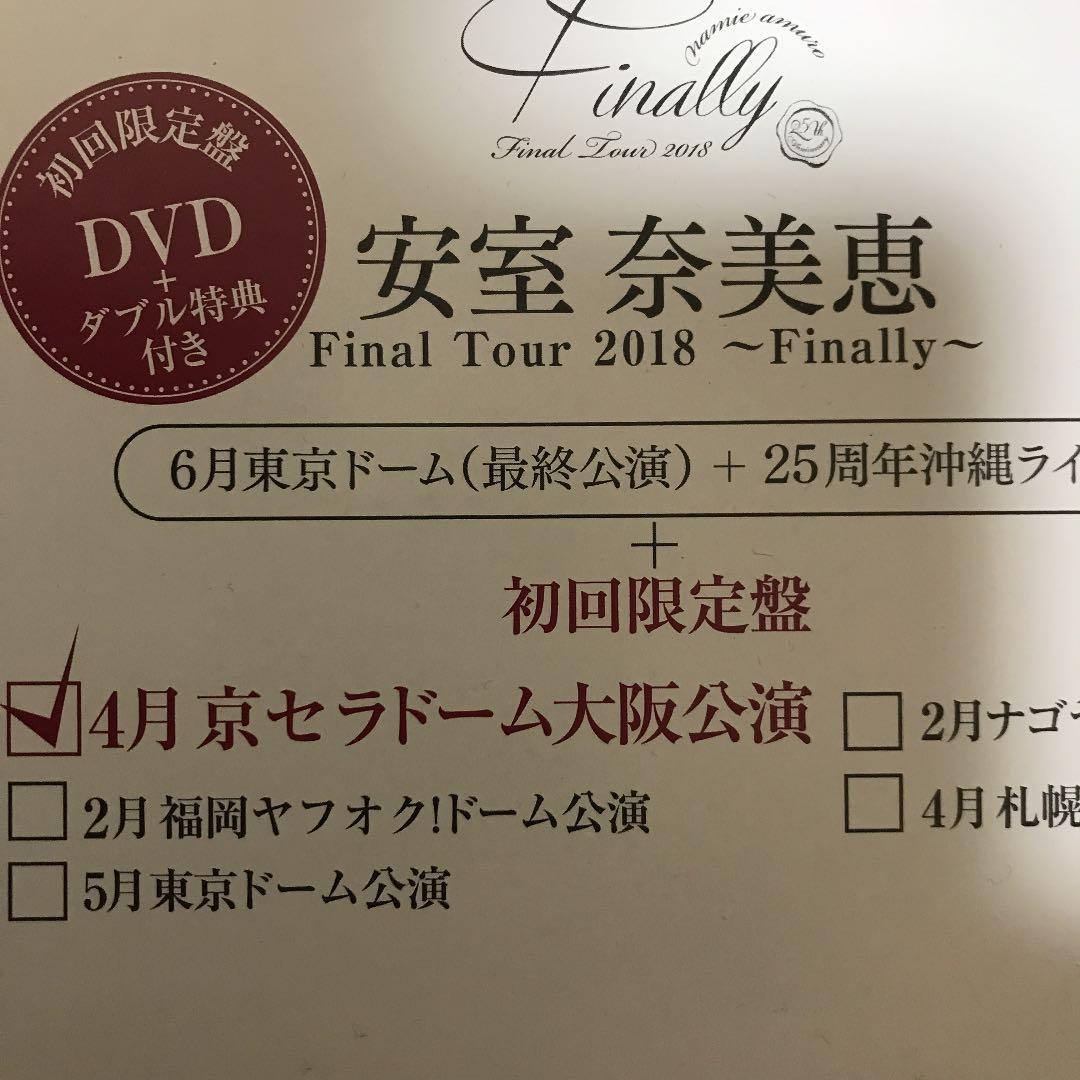 namie amuro
Finally
Final Tour 2018
25th
Anniversary
初回限定盤
DVD
+
ダブル特典
付き
安室 奈美恵
Final Tour 2018 ～Finally～
6月東京ドーム(最終公演) + 25周年沖縄ライ
+
初回限定盤
4月 京セラドーム大阪公演
2月ナゴ
2月福岡ヤフオク!ドーム公演
4月札幌
5月東京ドーム公演